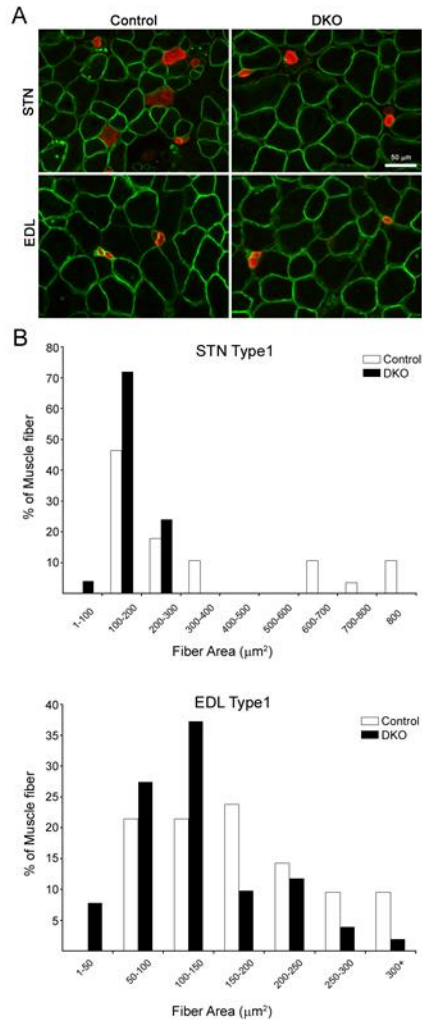 A
Control
DKO
STN
50 μm
EDL
B
STN Type1
Control
DKO
% of Muscle fiber
80
70
60
50
40
30
20
10
1-100
100-200
200-300
300-400
400-500
500-600
600-700
700-800
800
Fiber Area (μm²)
EDL Type1
Control
DKO
% of Muscle fiber
40
35
30
25
20
15
10
5
1-50
50-100
100-150
150-200
200-250
250-300
300+
Fiber Area (μm²)